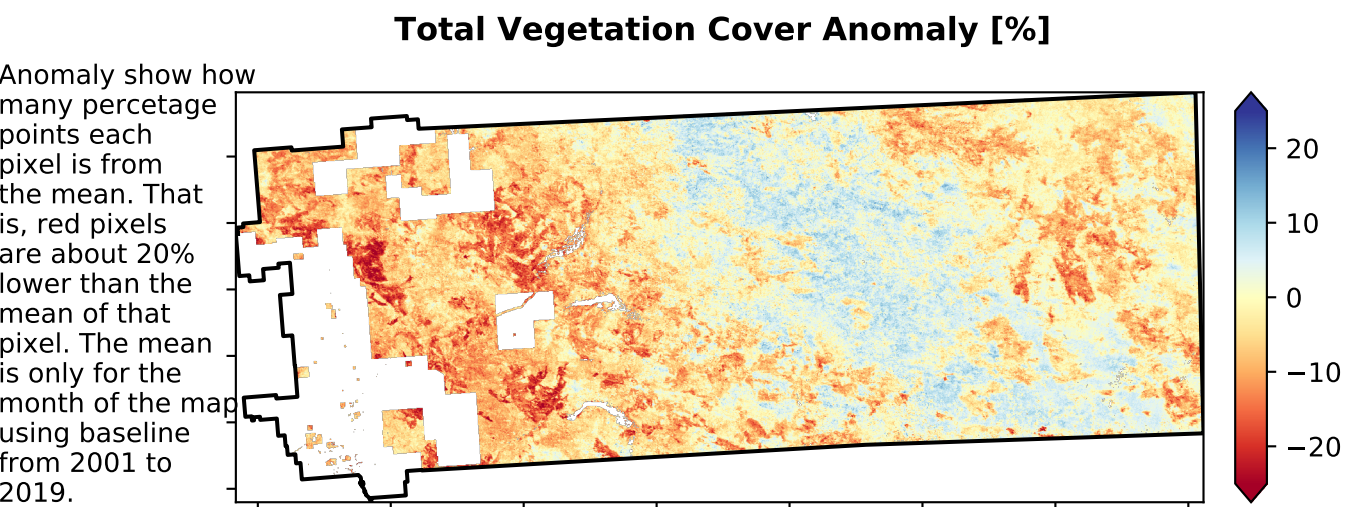 Total Vegetation Cover Anomaly [%]
Anomaly show how
many percetage
points each
pixel is from
the mean. That
is, red pixels
are about 20%
lower than the
mean of that
pixel. The mean
is only for the
month of the map
using baseline
from 2001 to
2019.
20
10
0
−10
−20